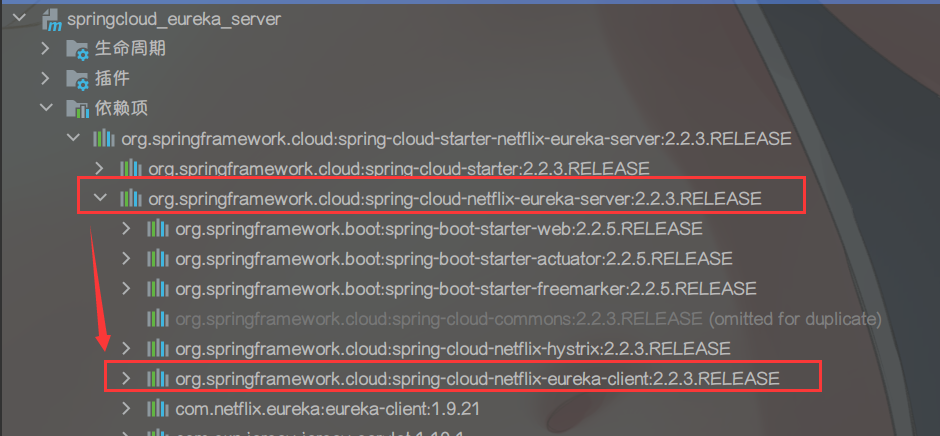 springcloud_eureka_server
生命周期
插件
依赖项
org.springframework.cloud:spring-cloud-starter-netflix-eureka-server:2.2.3.RELEASE
org.springframework.cloud:spring-cloud-starter:2.2.3.RELEASE
org.springframework.cloud:spring-cloud-netflix-eureka-server:2.2.3.RELEASE
org.springframework.boot:spring-boot-starter-web:2.2.5.RELEASE
org.springframework.boot:spring-boot-starter-actuator:2.2.5.RELEASE
org.springframework.boot:spring-boot-starter-freemarker:2.2.5.RELEASE
org.springframework.cloud:spring-cloud-commons:2.2.3.RELEASE (omitted for duplicate)
org.springframework.cloud:spring-cloud-netflix-hystrix:2.2.3.RELEASE
org.springframework.cloud:spring-cloud-netflix-eureka-client:2.2.3.RELEASE
com.netflix.eureka:eureka-client:1.9.21